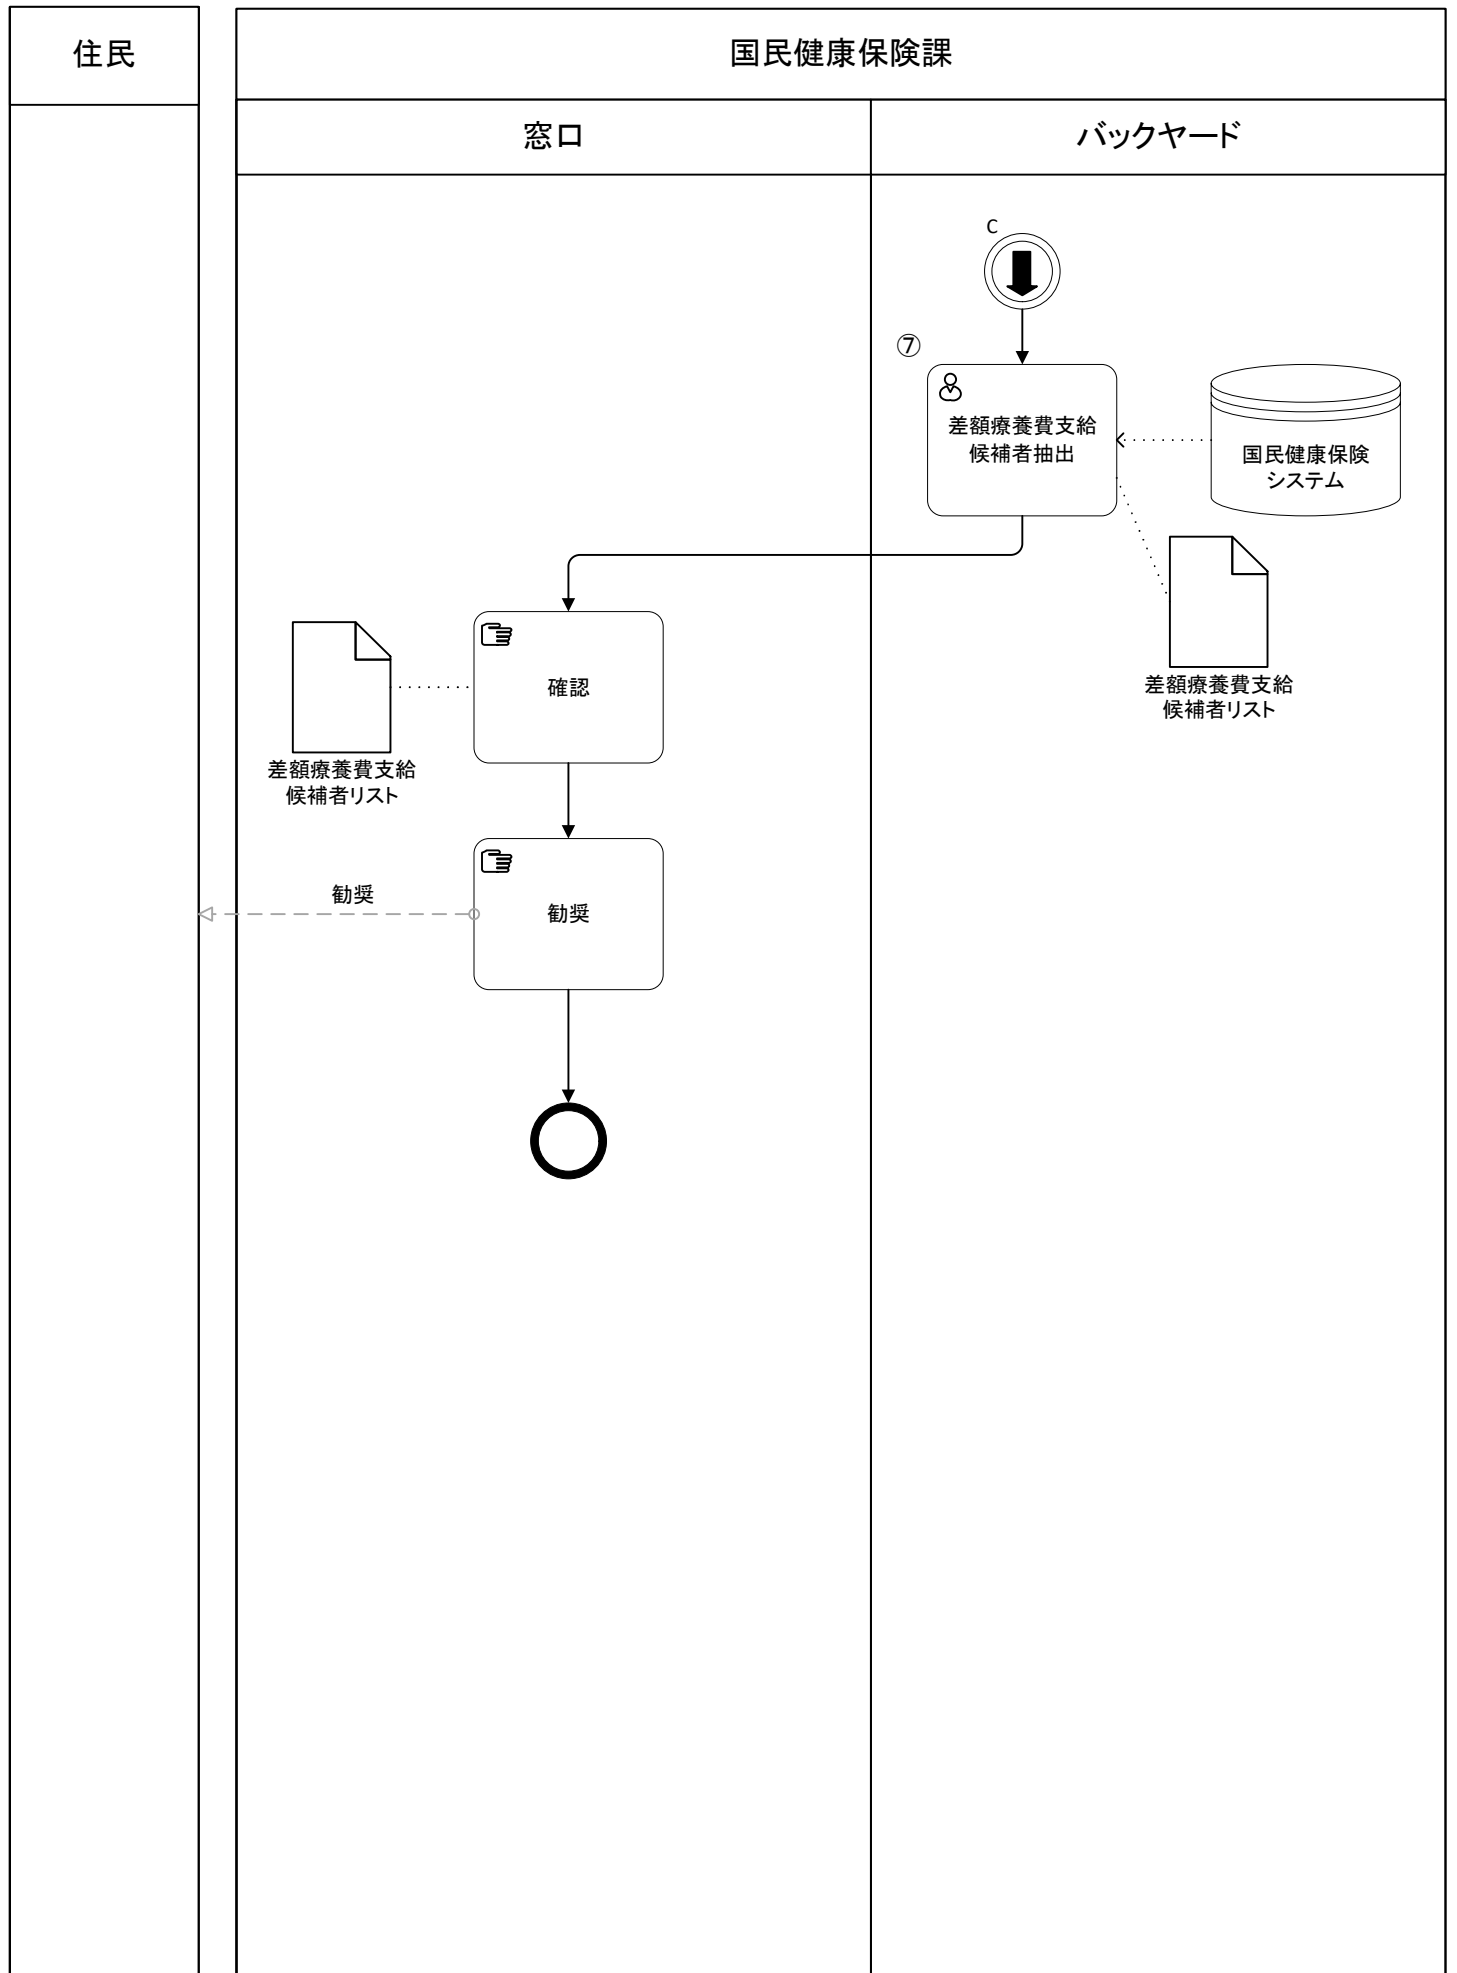 住民
国民健康保険課
窓口
バックヤード
C
⑦
差額療養費支給
候補者抽出
国民健康保険
システム
差額療養費支給
候補者リスト
確認
差額療養費支給
候補者リスト
勧奨
勧奨